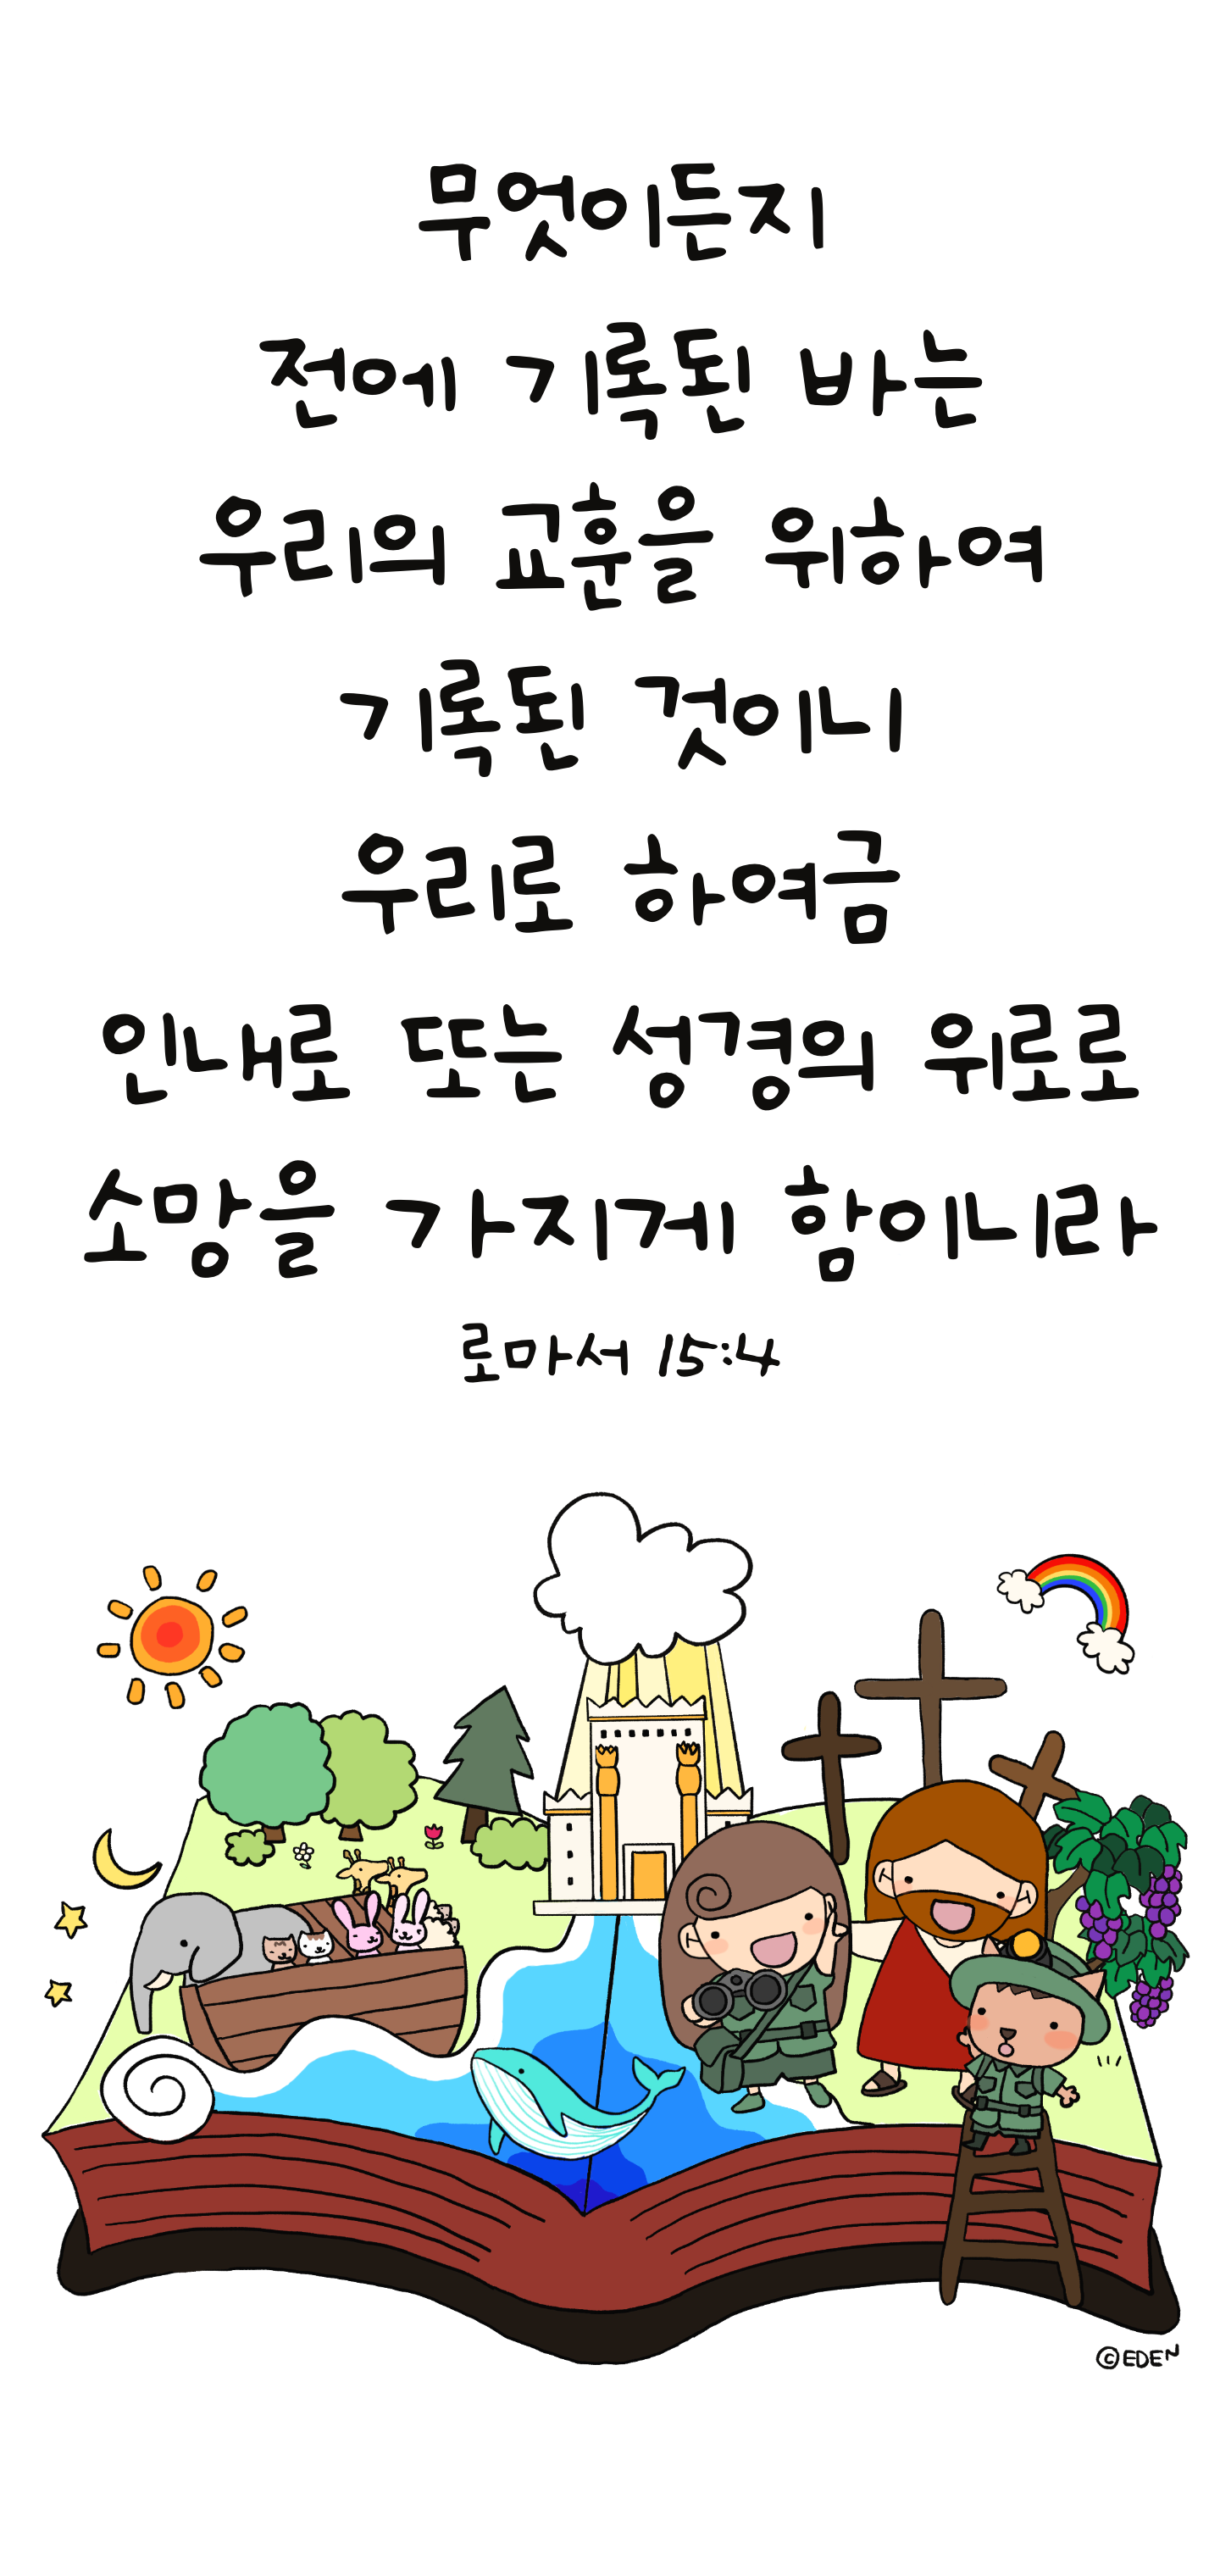 무엇이든지
전에 기록된 바는
우리의 교훈을 위하여
기록된 것이니
우리로 하여금
인내로 또는 성경의 위로로
소망을 가지게 함이니라
로마서 15:4
©EDEN